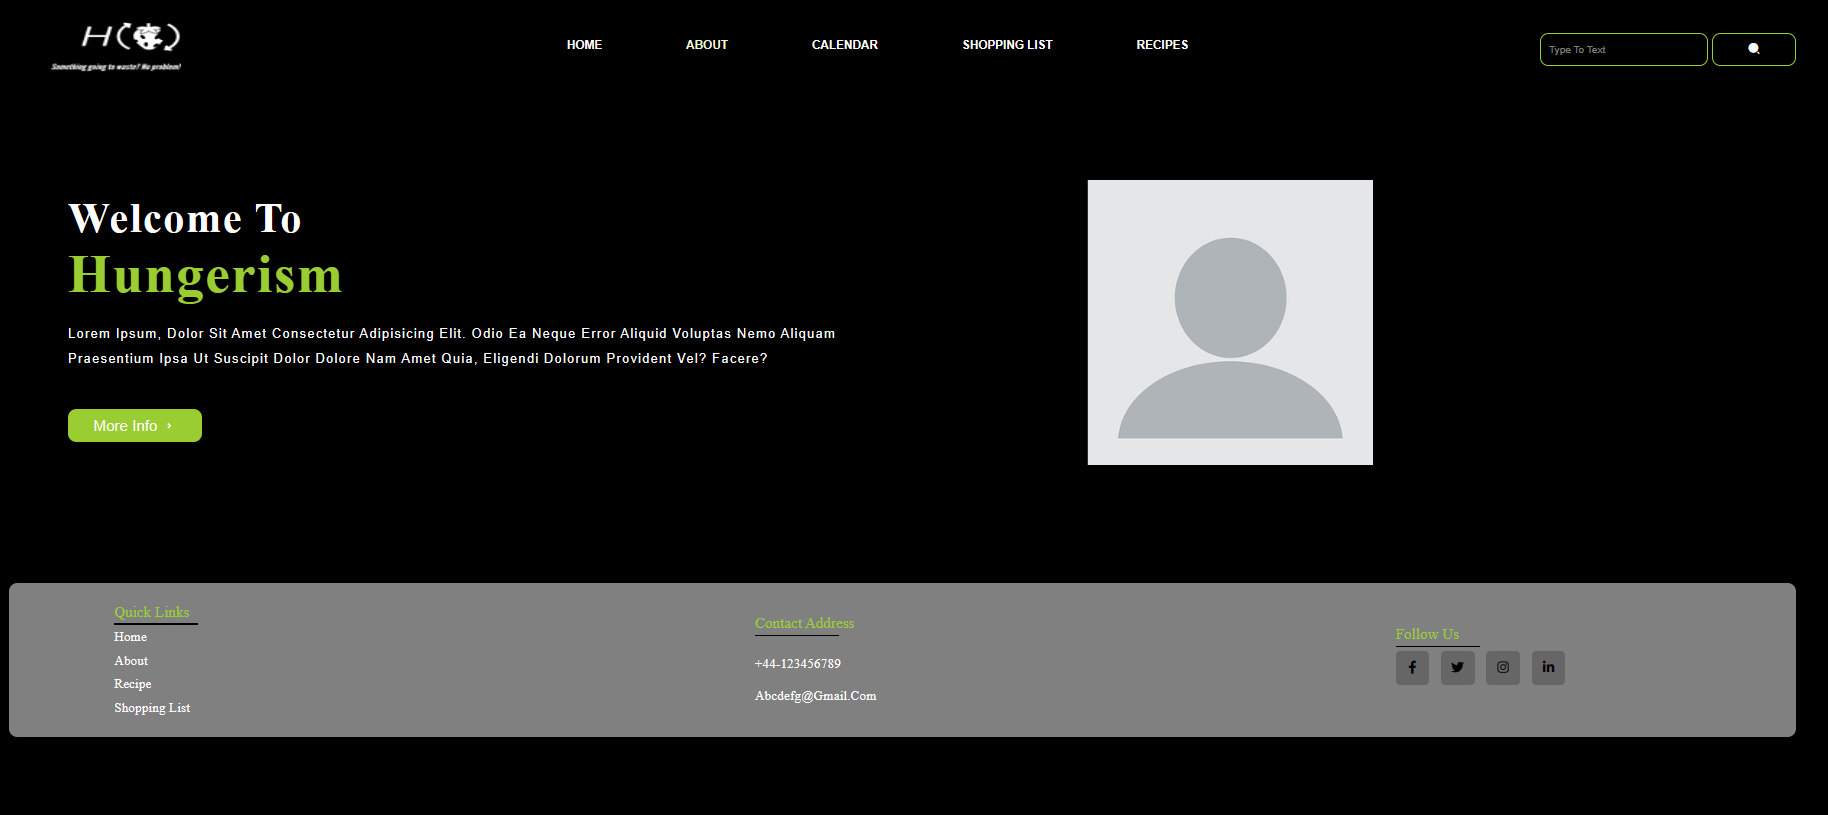 H
Something going to waste? No problem!
HOME ABOUT CALENDAR SHOPPING LIST RECIPES
Type To Text
Welcome To
Hungerism
Lorem Ipsum, Dolor Sit Amet Consectetur Adipisicing Elit. Odio Ea Neque Error Aliquid Voluptas Nemo Aliquam
Praesentium Ipsa Ut Suscipit Dolor Dolore Nam Amet Quia, Eligendi Dolorum Provident Vel? Facere?
More Info ›
Quick Links
Home
About
Recipe
Shopping List
Contact Address
+44-123456789
Abcdefg@Gmail.Com
Follow Us